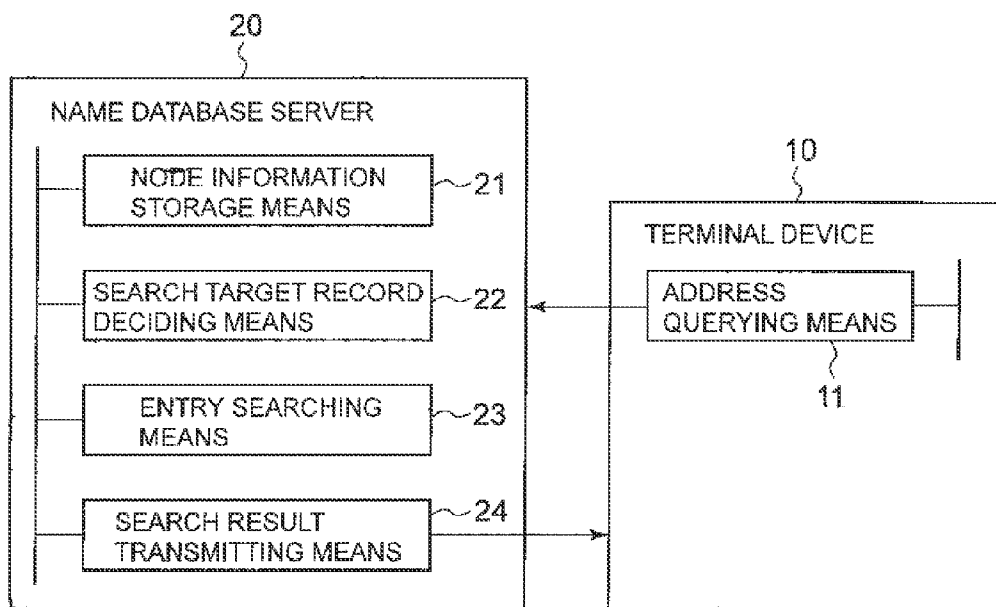 20
NAME DATABASE SERVER
NODE INFORMATION
STORAGE MEANS
21
SEARCH TARGET RECORD
DECIDING MEANS
22
ENTRY SEARCHING
MEANS
23
SEARCH RESULT
TRANSMITTING MEANS
24
10
TERMINAL DEVICE
ADDRESS
QUERYING MEANS
11